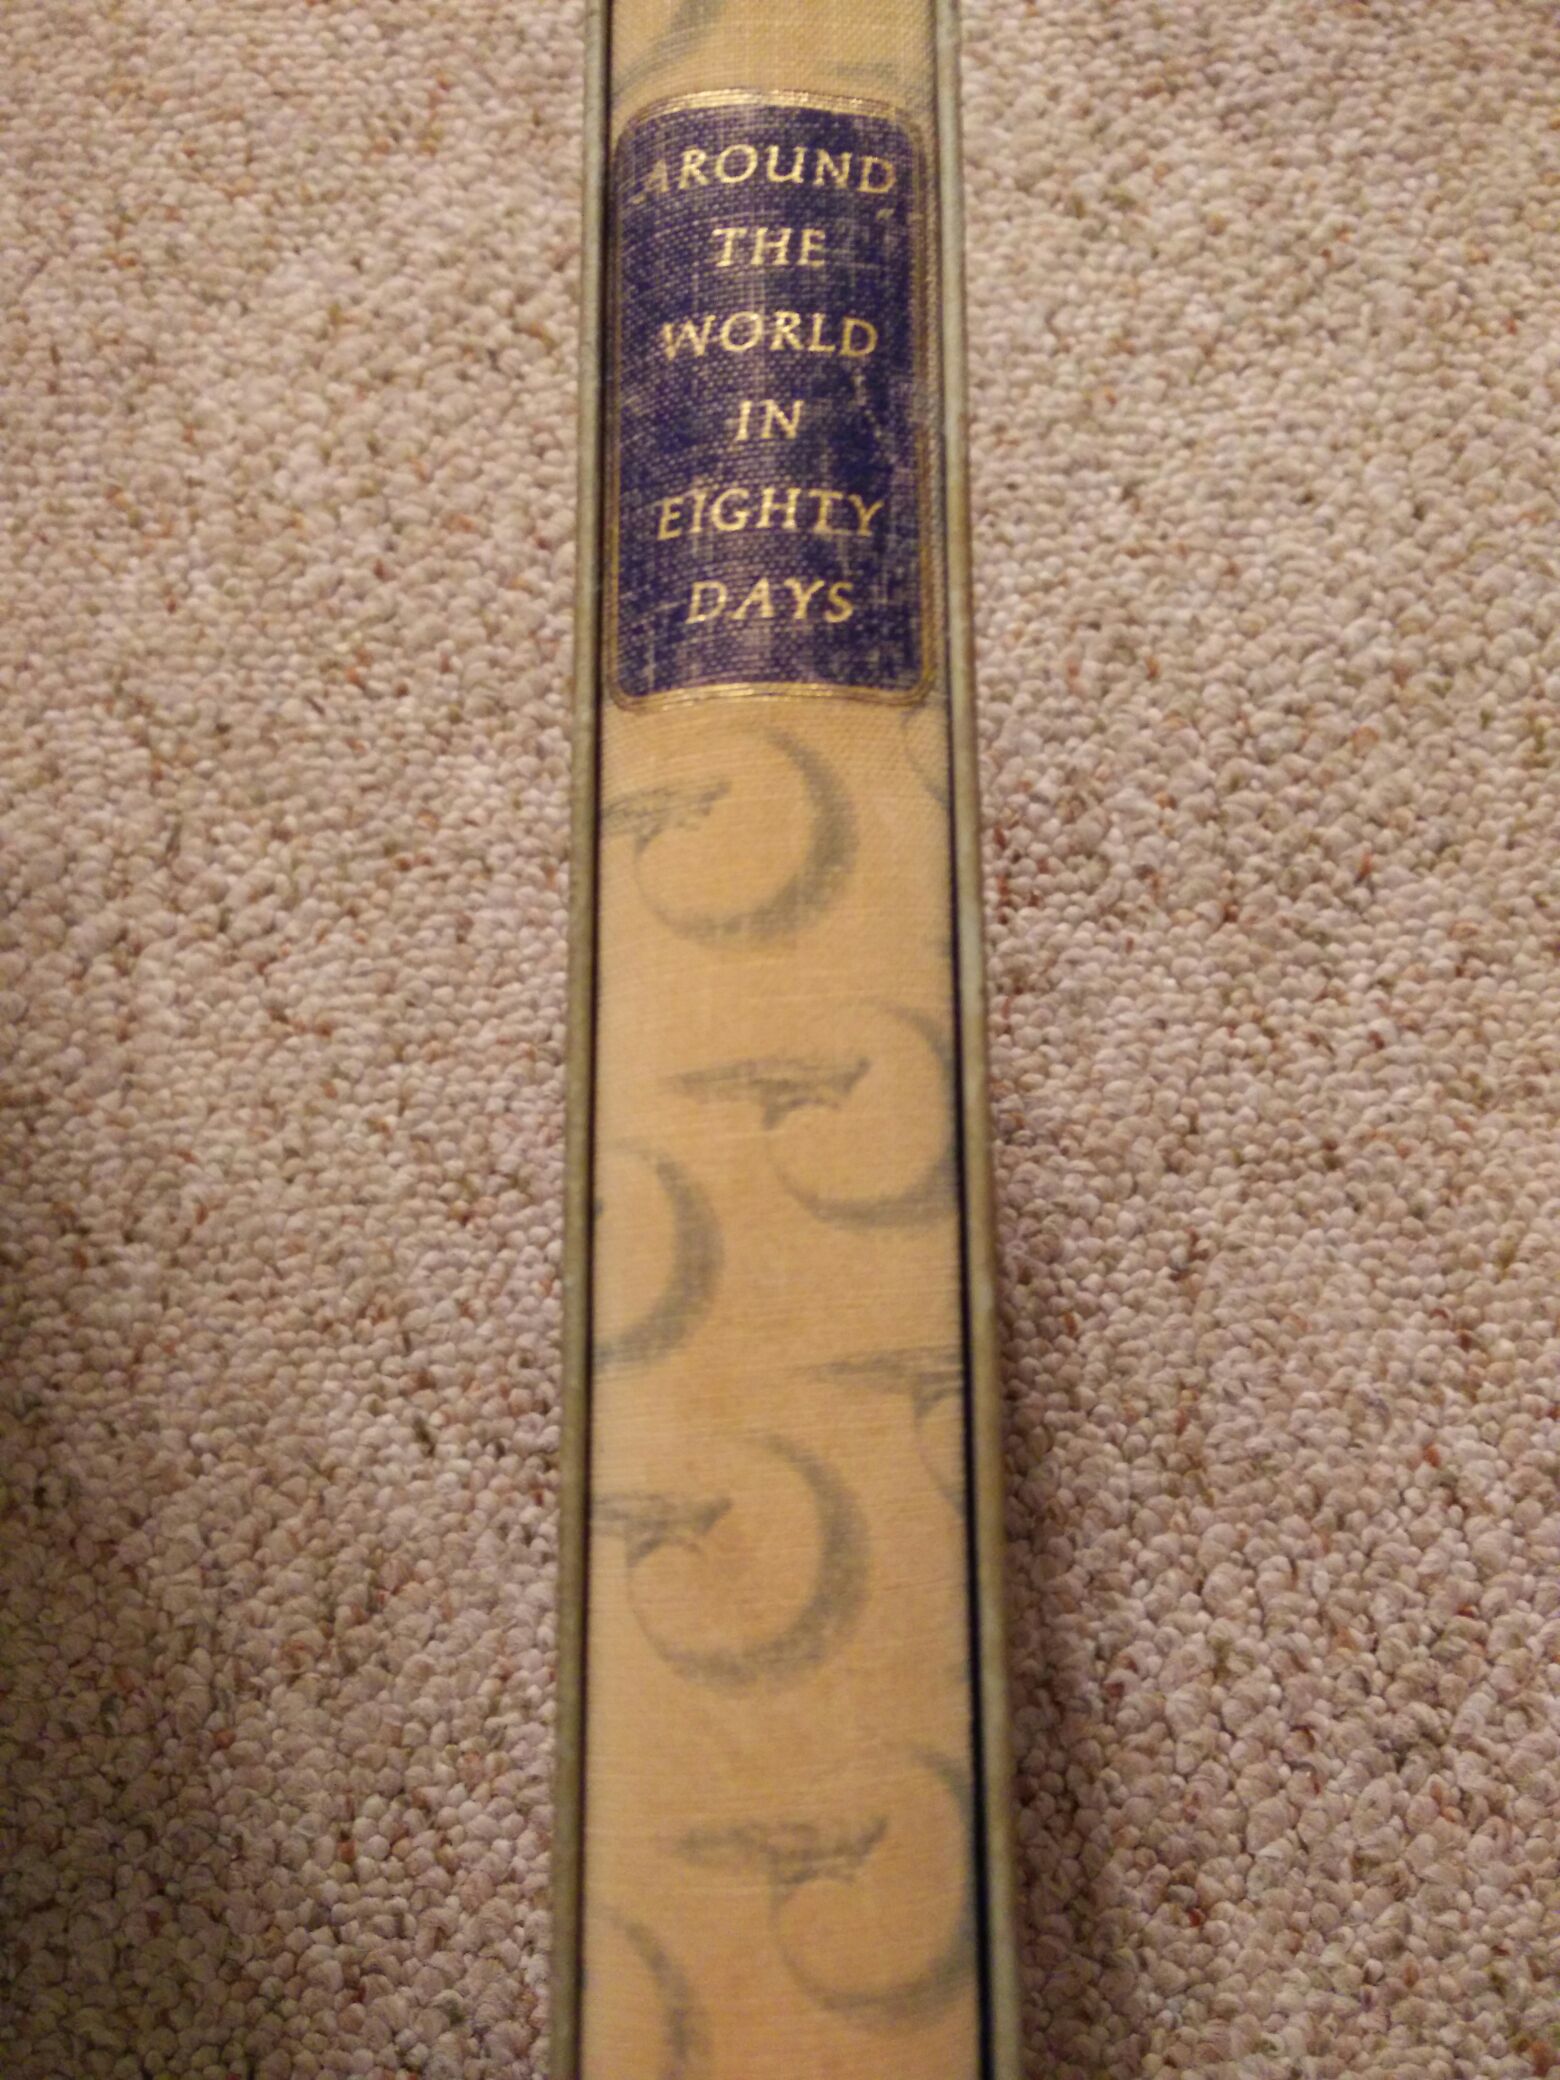 AROUND
THE
WORLD
IN
EIGHTY
DAYS